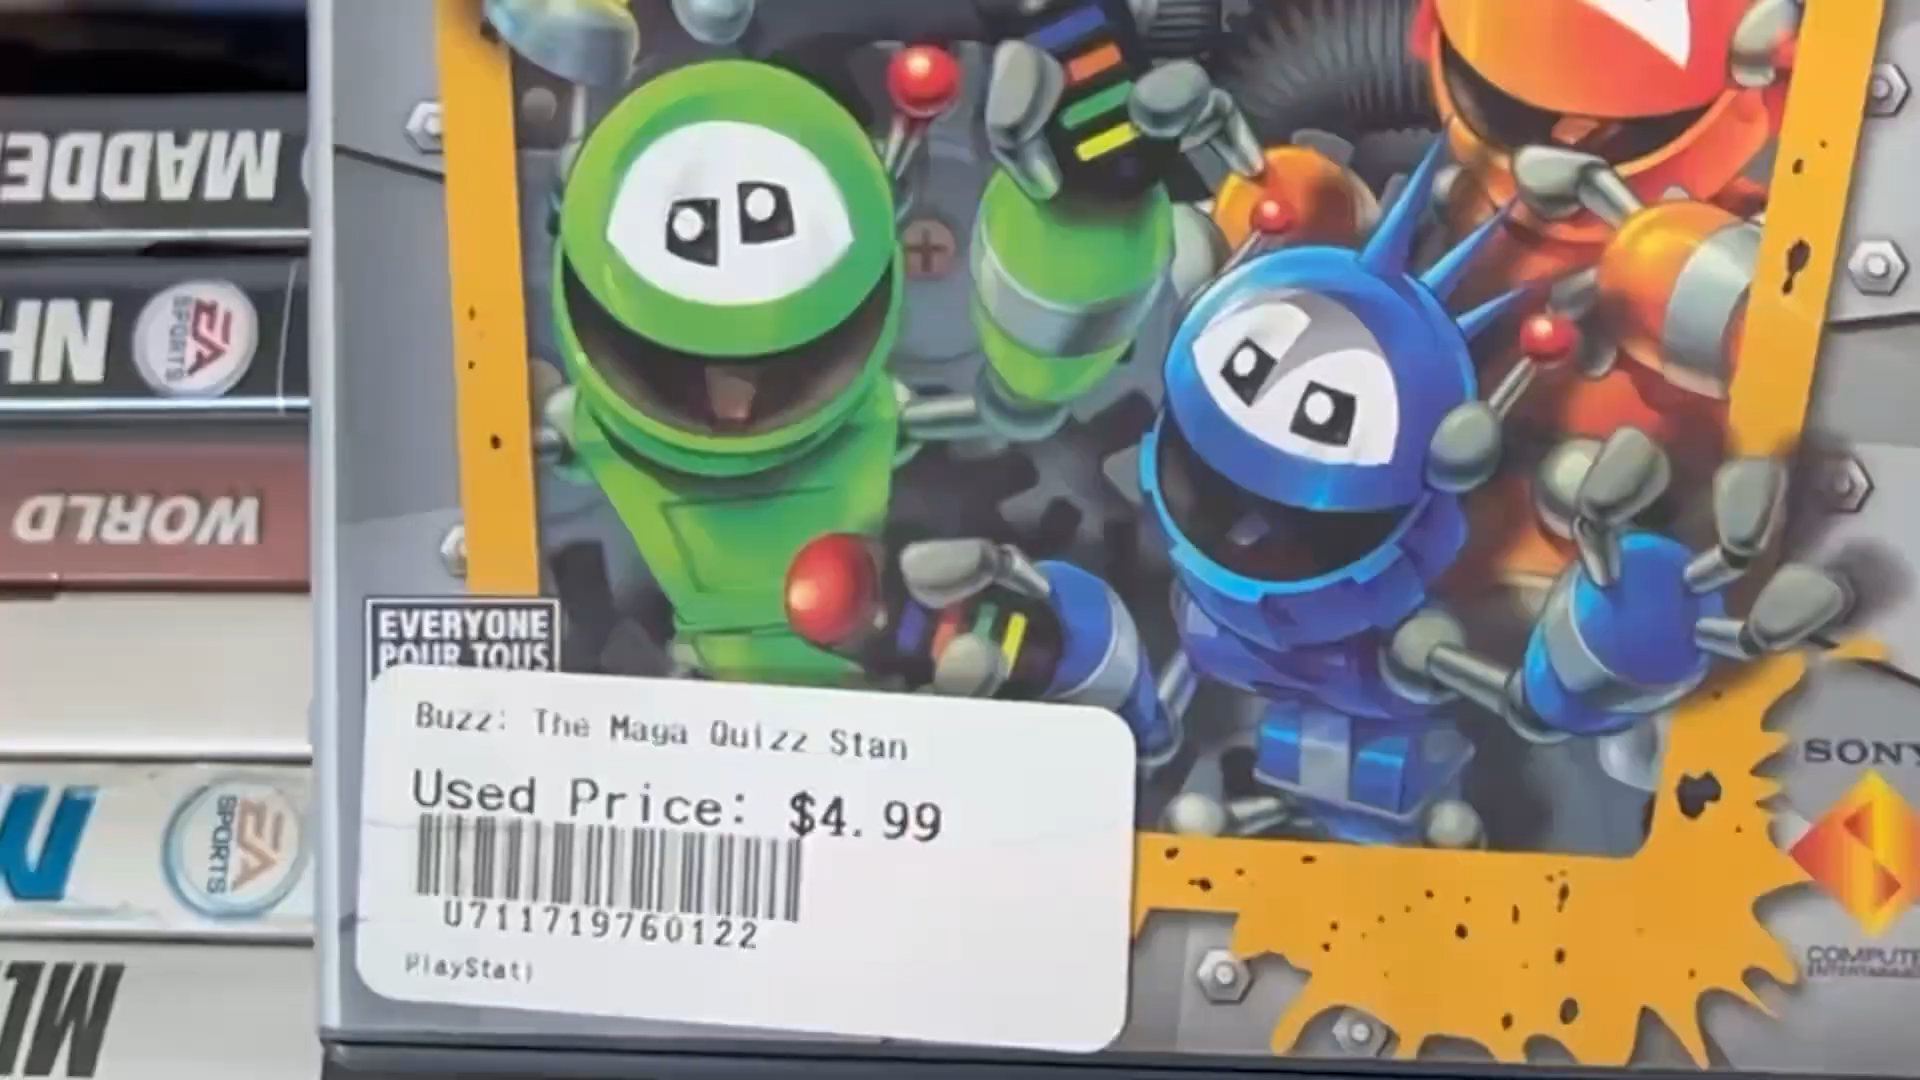 MADDE
NH
EA
SPORTS
WORLD
EA
SPORTS
EVERYONE
POUR TOUS
Buzz: The Maga Quizz Stan
Used Price: $4.99
U711719760122
PlayStati
SONY
COMPUTE
ENTERTAINM